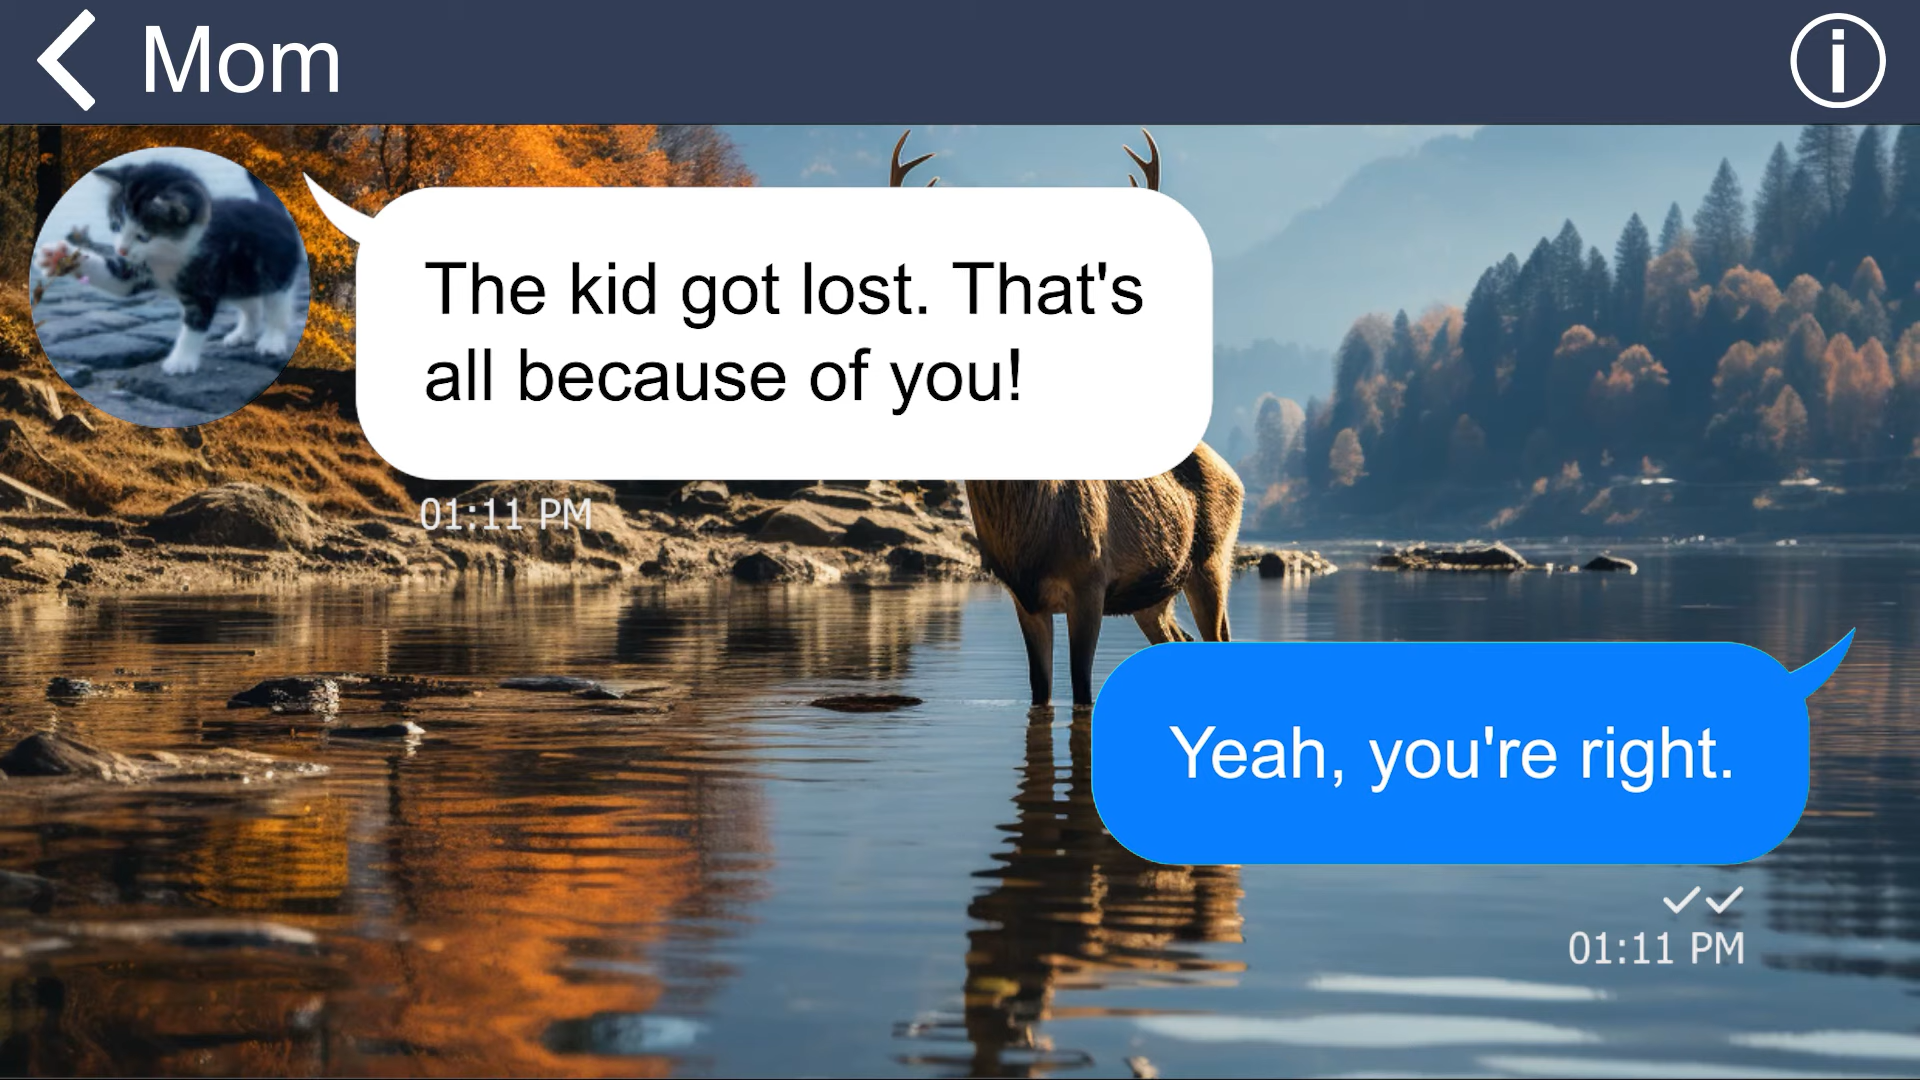 Mom
The kid got lost. That's
all because of you!
01:11 PM
Yeah, you're right.
01:11 PM